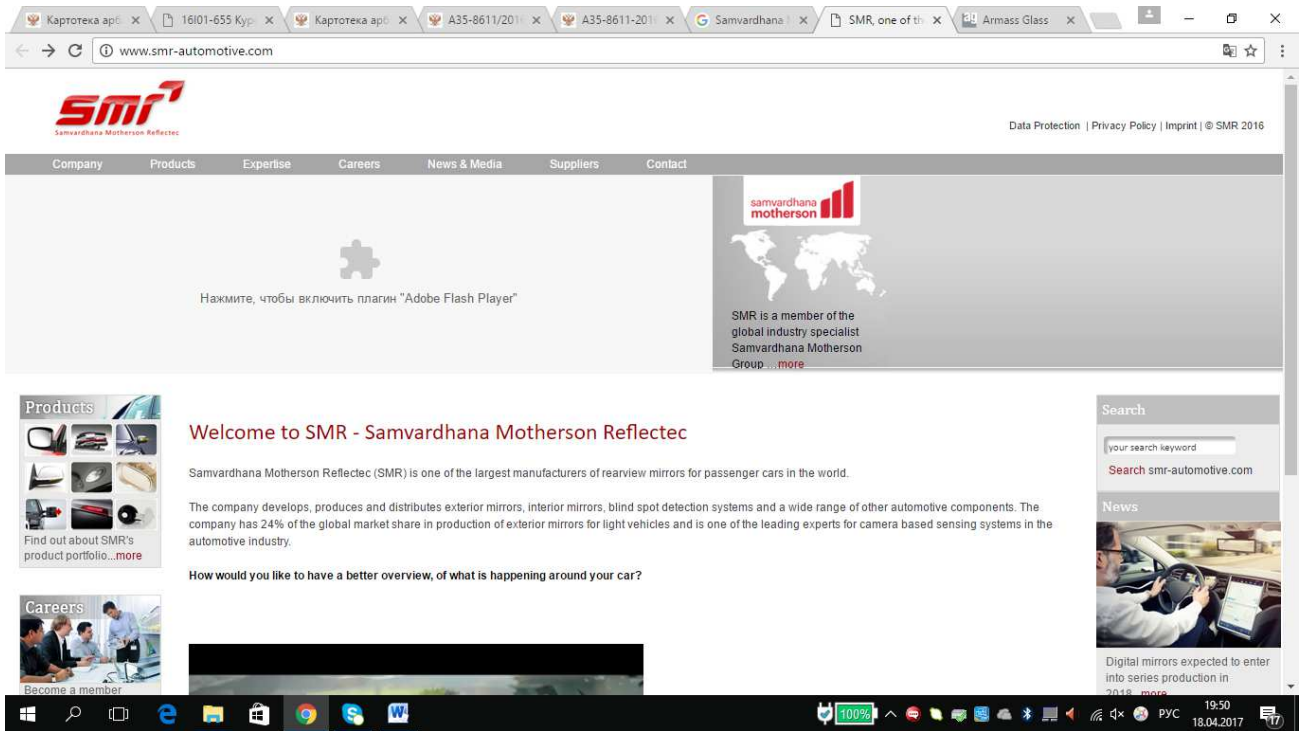 Картотека арб
16I01-655 Кур
Картотека арб
A35-8611/201
A35-8611-201
Samvardhana
SMR, one of th
Armass Glass
www.smr-automotive.com
smr
Samvardhana Motherson Reflectec
Data Protection | Privacy Policy | Imprint | © SMR 2016
Company Products Expertise Careers News & Media Suppliers Contact
Нажмите, чтобы включить плагин "Adobe Flash Player"
samvardhana
motherson
SMR is a member of the
global industry specialist
Samvardhana Motherson
Group ...more
Products
Find out about SMR's
product portfolio...more
Careers
Become a member
Welcome to SMR - Samvardhana Motherson Reflectec
Samvardhana Motherson Reflectec (SMR) is one of the largest manufacturers of rearview mirrors for passenger cars in the world.
The company develops, produces and distributes exterior mirrors, interior mirrors, blind spot detection systems and a wide range of other automotive components. The
company has 24% of the global market share in production of exterior mirrors for light vehicles and is one of the leading experts for camera based sensing systems in the
automotive industry.
How would you like to have a better overview, of what is happening around your car?
Search
your search keyword
Search smr-automotive.com
News
Digital mirrors expected to enter
into series production in
2018 more
100%
РУС
19:50
18.04.2017
17